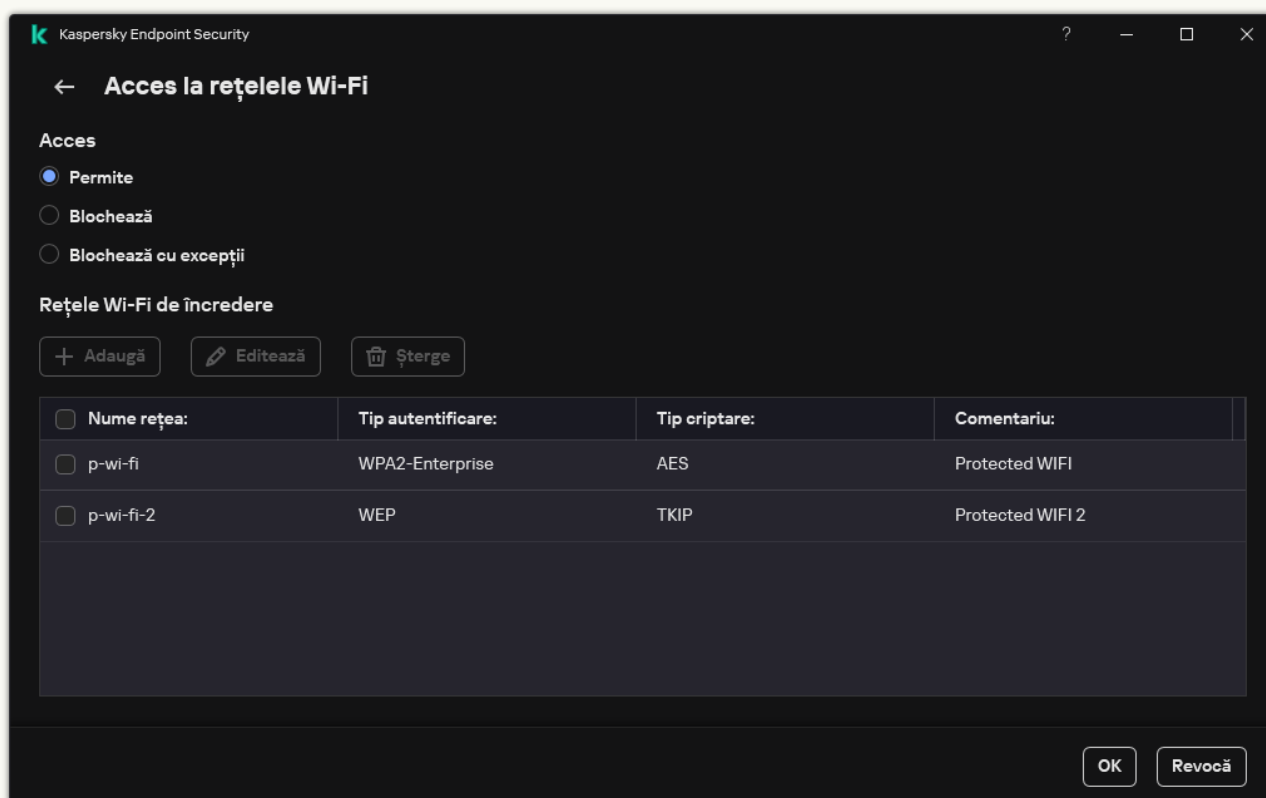 Kaspersky Endpoint Security ?
Acces la rețelele Wi-Fi
Acces
Permite
Blochează
Blochează cu excepții
Rețele Wi-Fi de încredere
Adaugă Editează Șterge
Nume rețea: Tip autentificare: Tip criptare: Comentariu:
p-wi-fi WPA2-Enterprise AES Protected WIFI
p-wi-fi-2 WEP TKIP Protected WIFI 2
OK Revocă